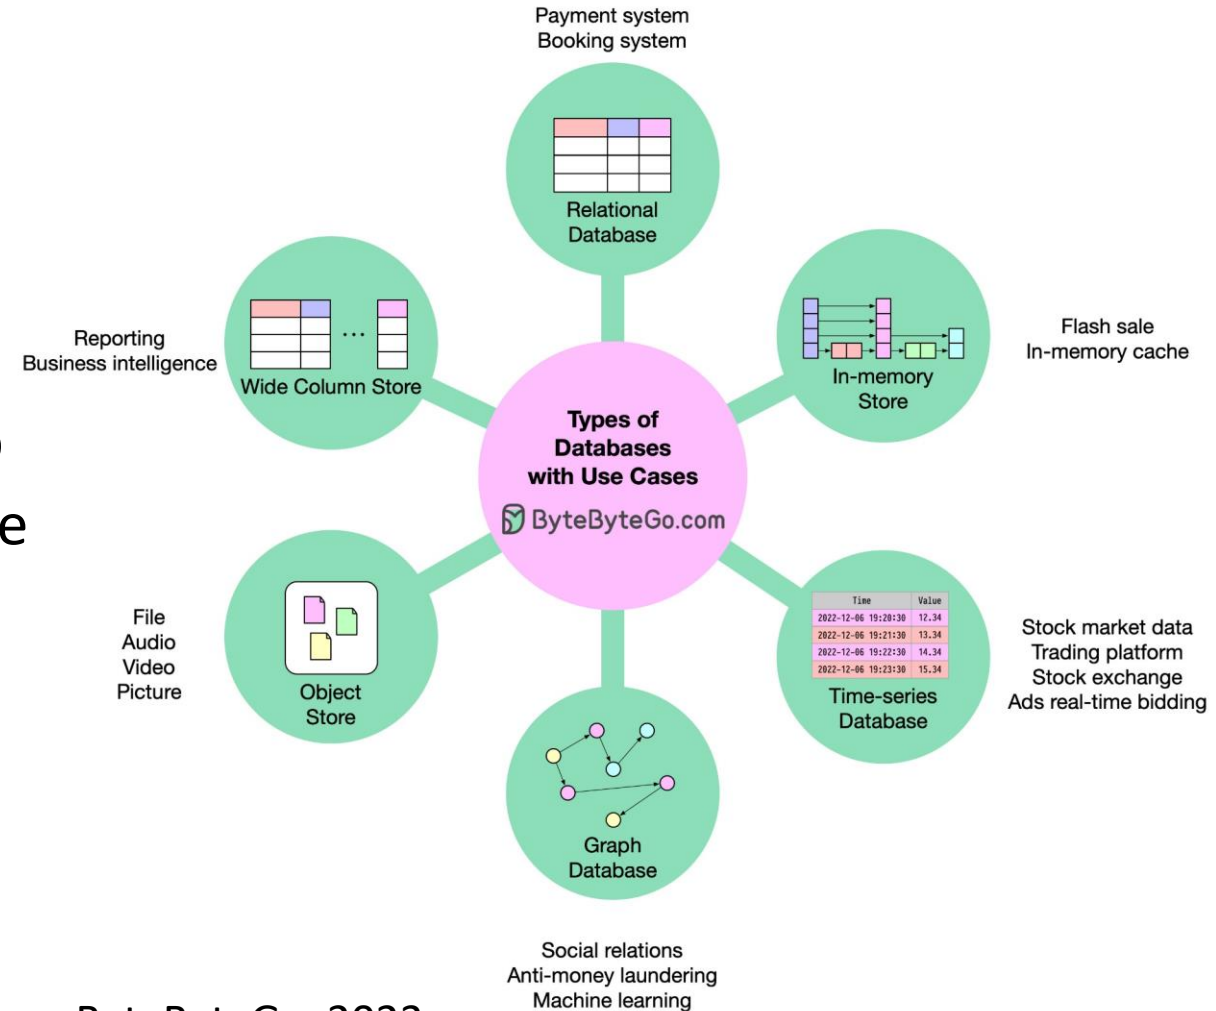 Payment system
Booking system
Relational
Database
Reporting
Business intelligence
Wide Column Store
...
In-memory
Store
Flash sale
In-memory cache
Types of
Databases
with Use Cases
ByteByteGo.com
e
File
Audio
Video
Picture
Object
Store
Time Value
2022-12-06 19:20:30 12.34
2022-12-06 19:21:30 13.34
2022-12-06 19:22:30 14.34
2022-12-06 19:23:30 15.34
Time-series
Database
Stock market data
Trading platform
Stock exchange
Ads real-time bidding
Graph
Database
Social relations
Anti-money laundering
Machine learning